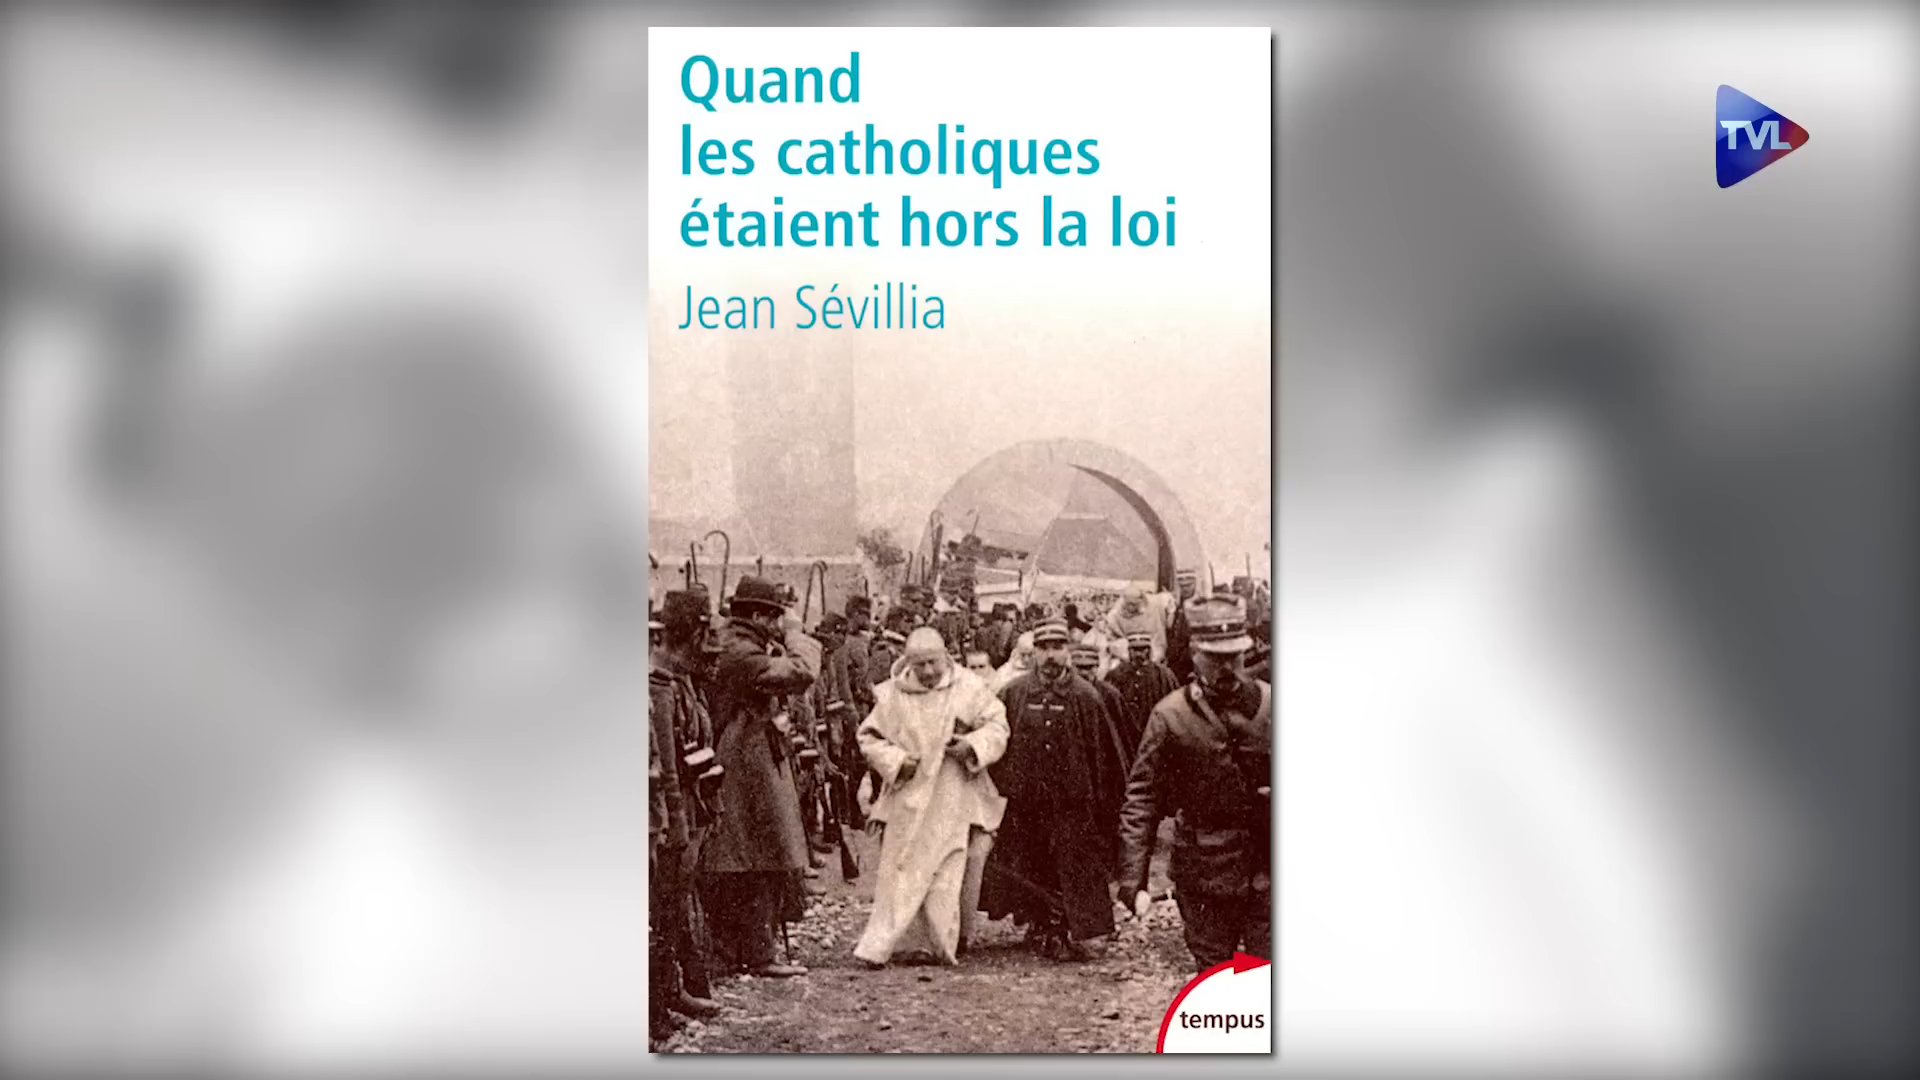 Quand
les catholiques
étaient hors la loi
Jean Sévillia
TVL
tempus